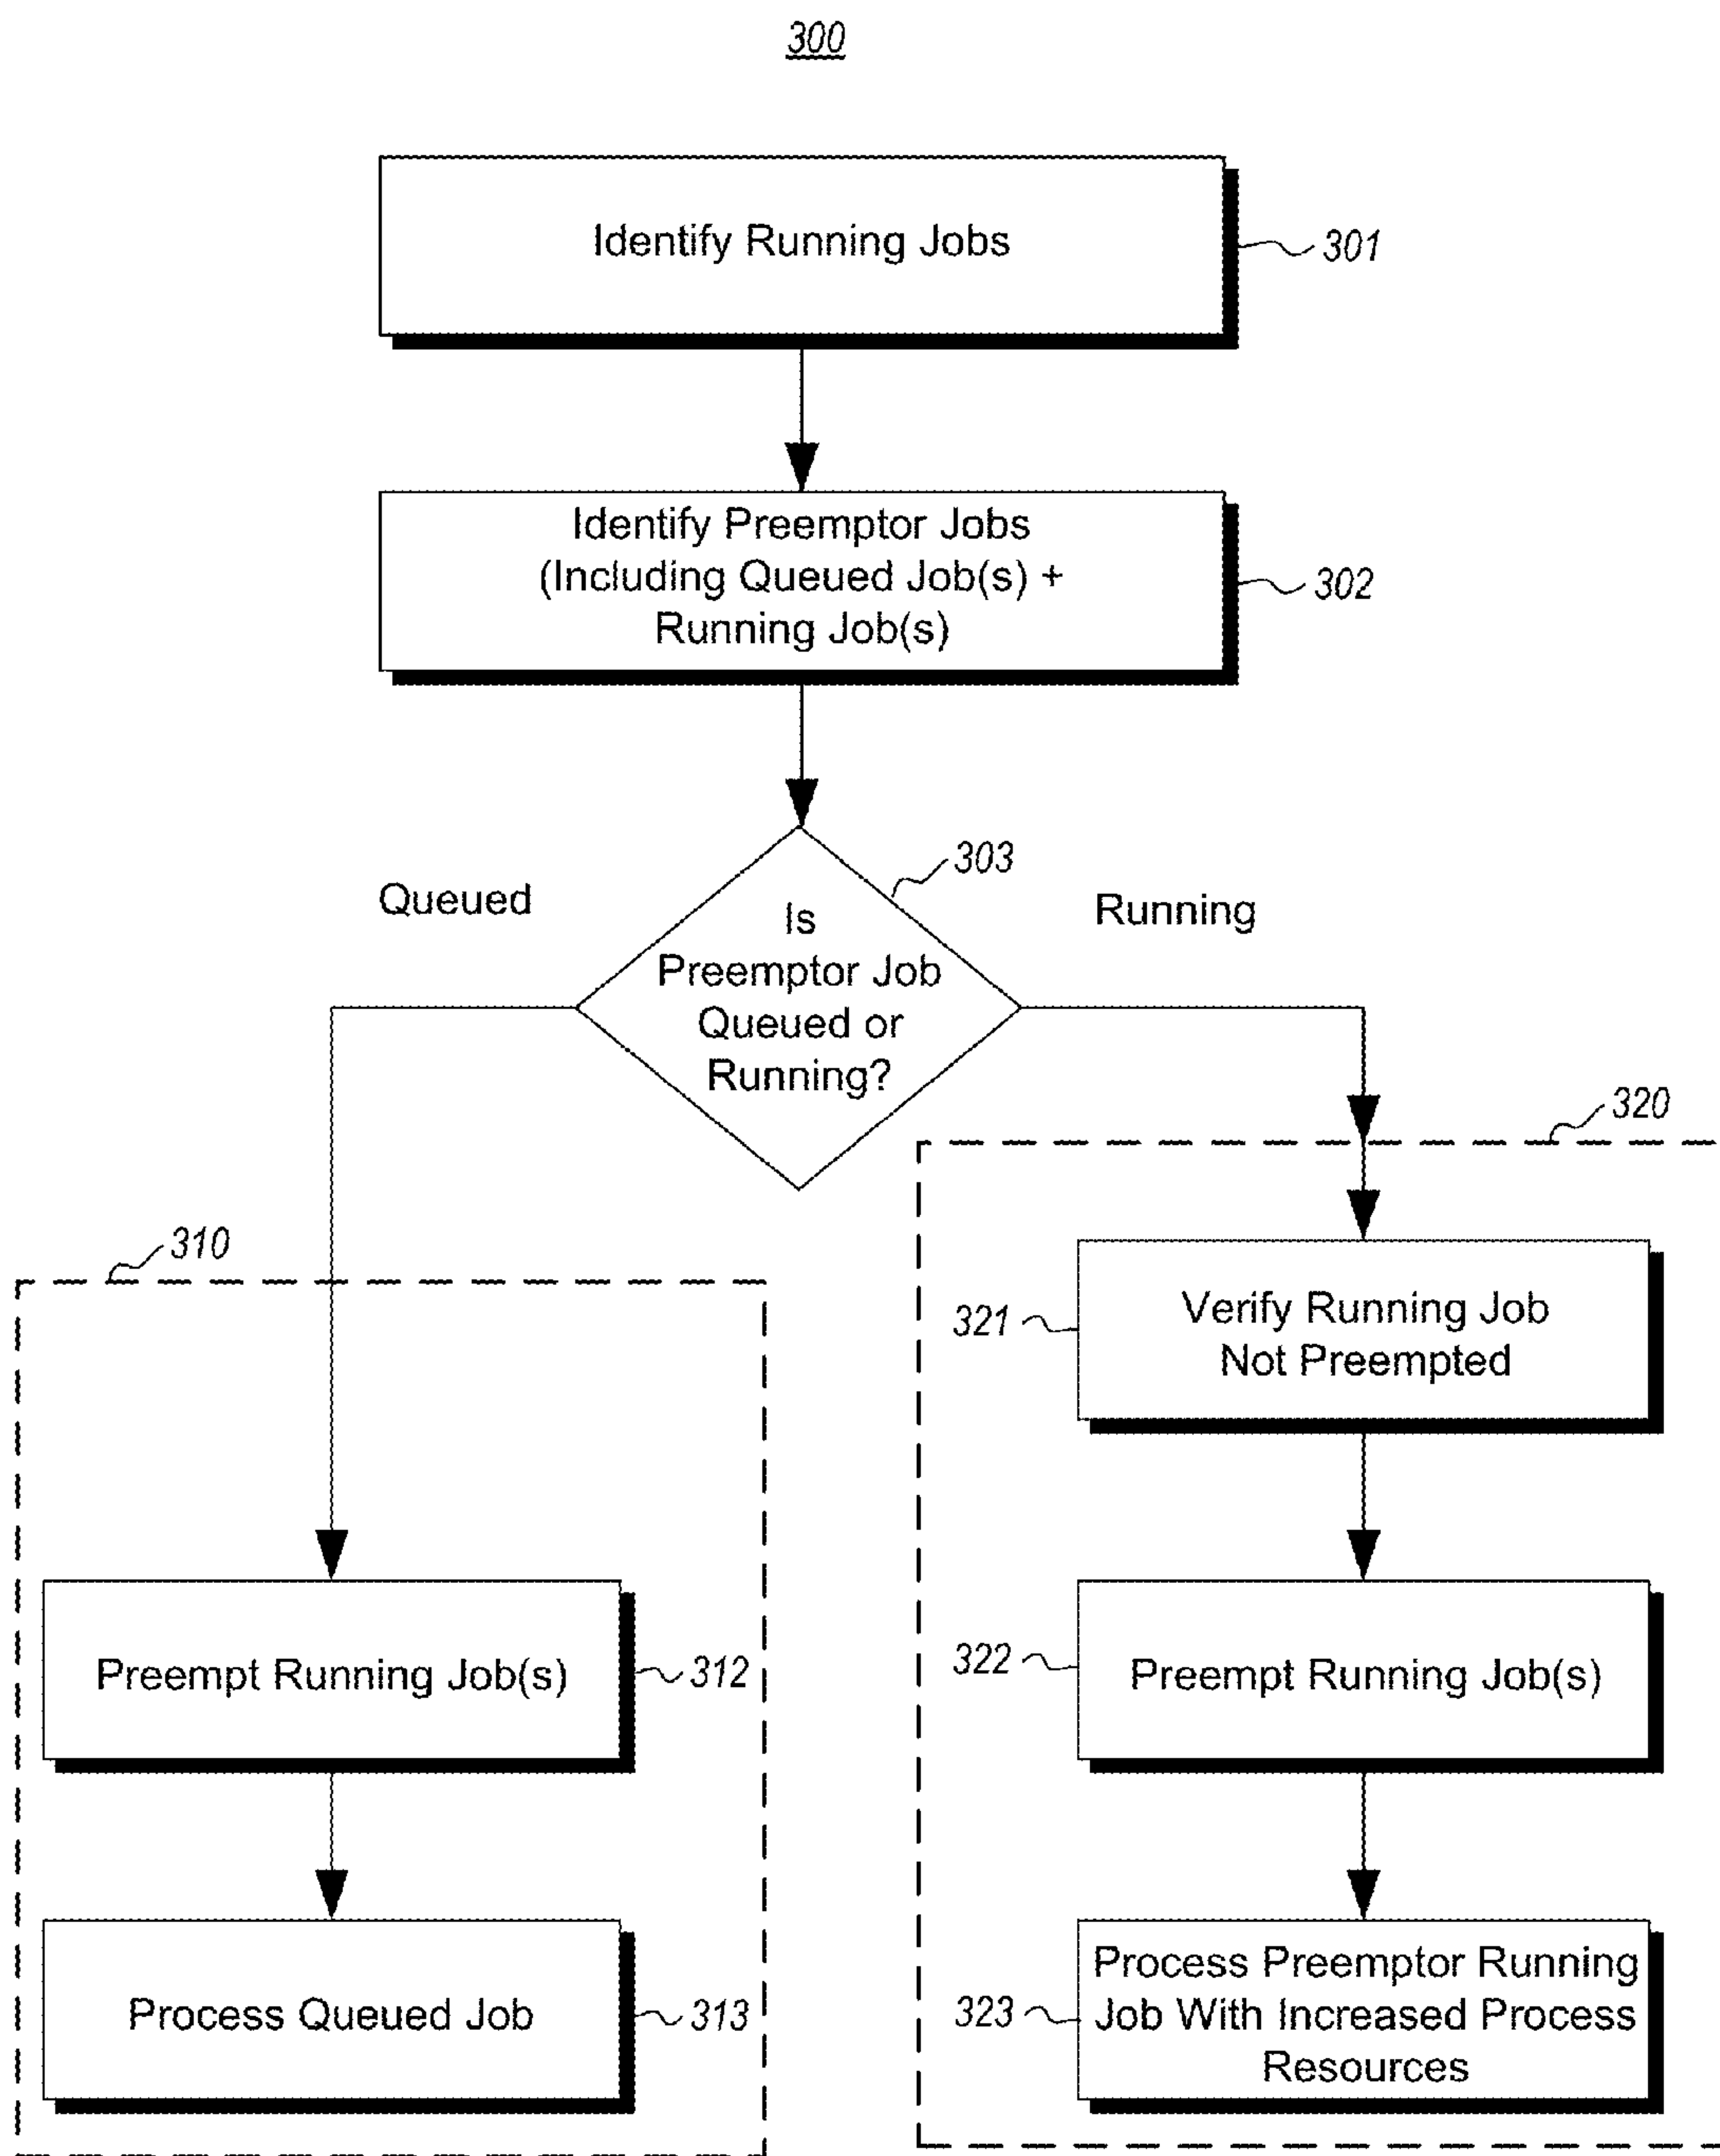 300
Identify Running Jobs
301
Identify Preemptor Jobs
(Including Queued Job(s) +
Running Job(s)
302
303
Queued
Running
Is
Preemptor Job
Queued or
Running?
320
310
321
Verify Running Job
Not Preempted
Preempt Running Job(s)
312
322
Preempt Running Job(s)
Process Queued Job
313
323
Process Preemptor Running
Job With Increased Process
Resources